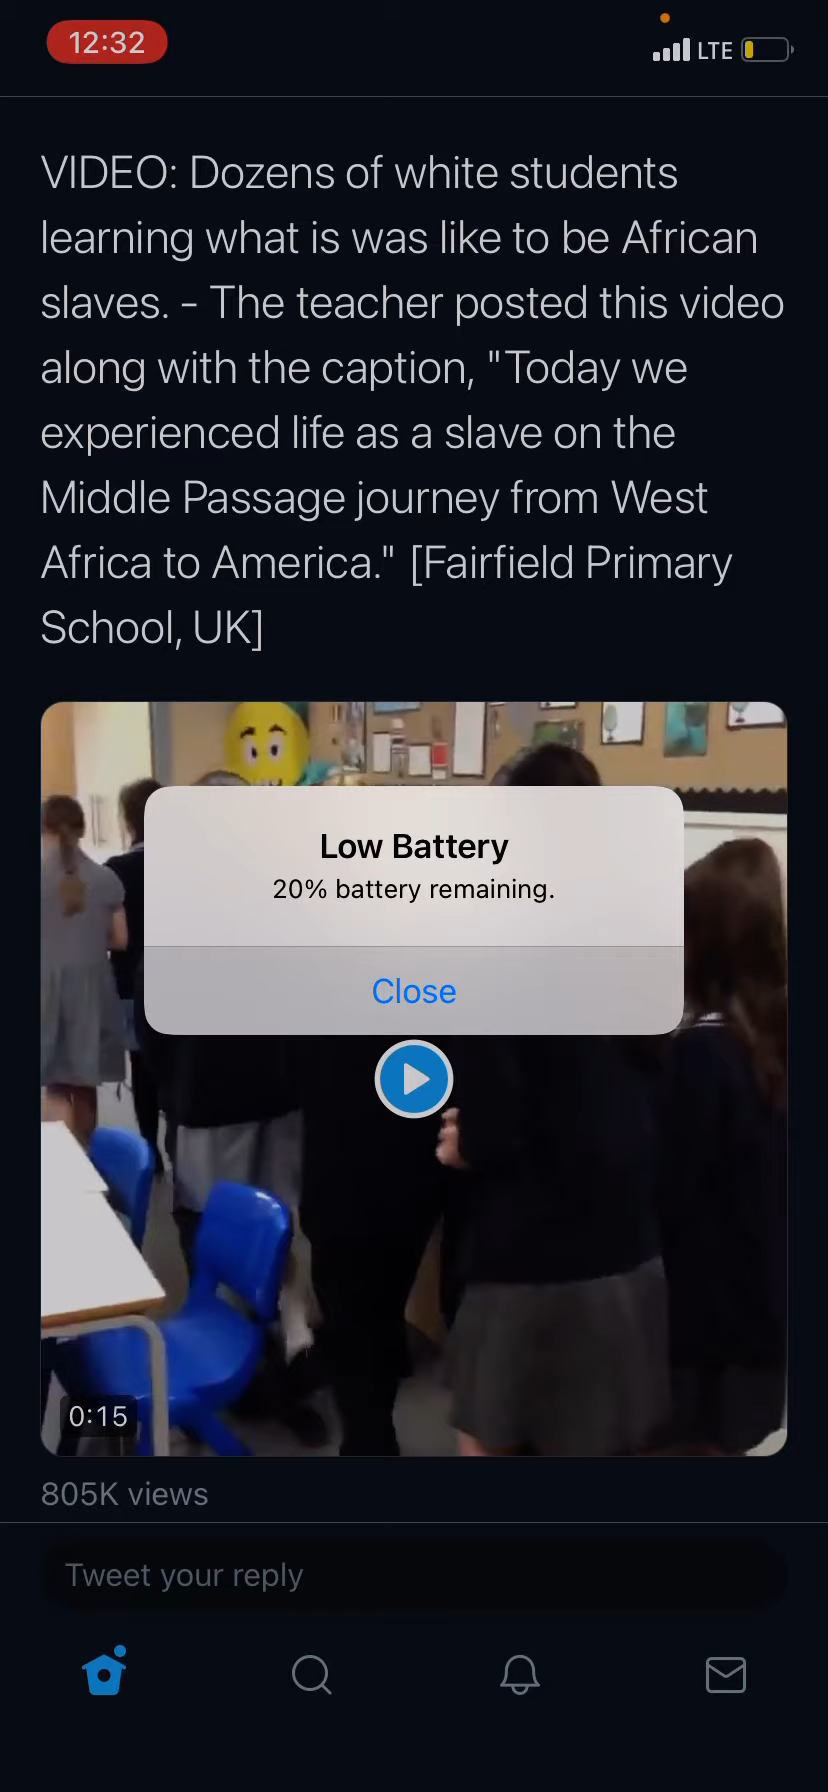 12:32
LTE
VIDEO: Dozens of white students
learning what is was like to be African
slaves. - The teacher posted this video
along with the caption, "Today we
experienced life as a slave on the
Middle Passage journey from West
Africa to America." [Fairfield Primary
School, UK]
Low Battery
20% battery remaining.
Close
0:15
805K views
Tweet your reply